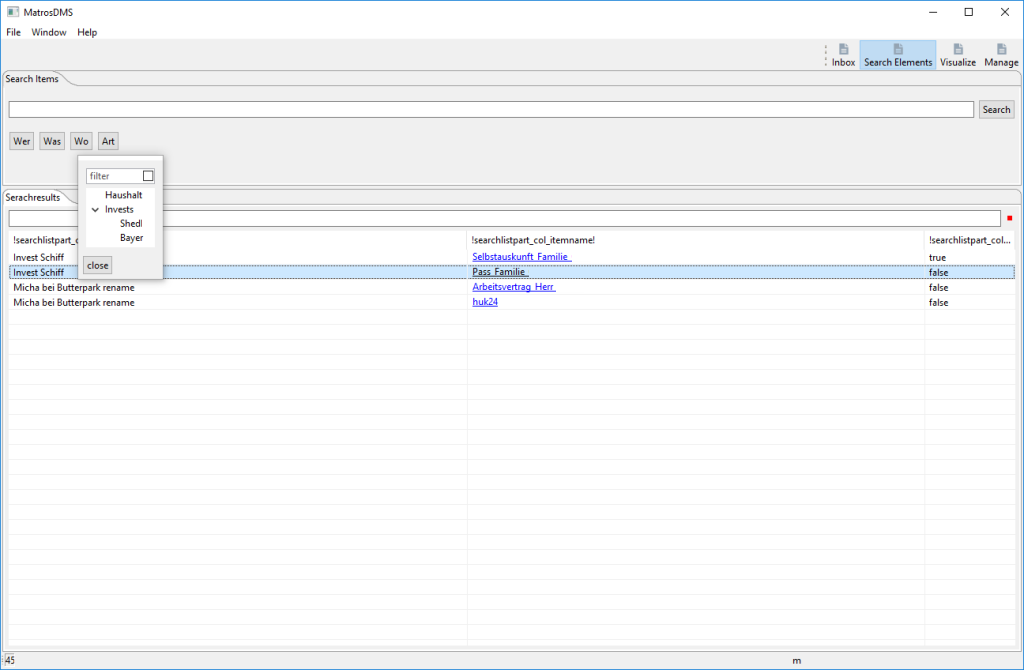 MatrosDMS
File Window Help
Inbox Search Elements Visualize Manage
Search Items
Search
Wer Was Wo Art
filter
Haushalt
Invests
Shedl
Bayer
close
Serachresults
!searchlistpart_c !searchlistpart_col_itemname! !searchlistpart_col...
Invest Schiff Selbstauskunft_Familie_ true
Invest Schiff Pass_Familie_ false
Micha bei Butterpark rename Arbeitsvertrag_Herr_ false
Micha bei Butterpark rename huk24 false
45 m